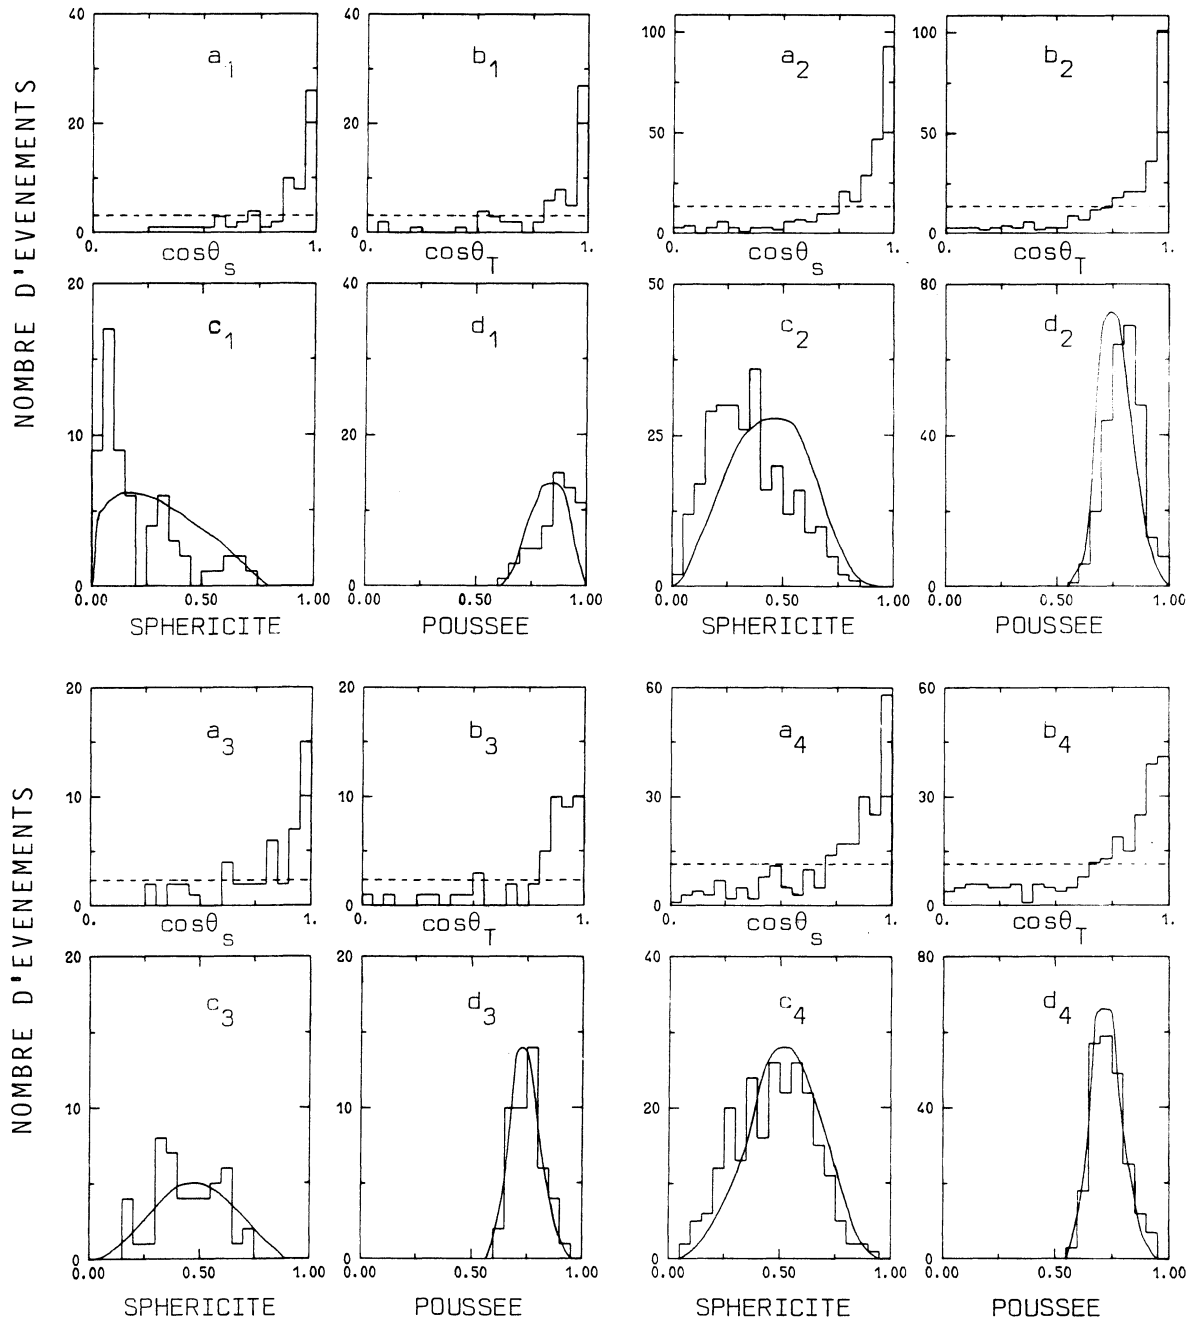 NOMBRE D'EVENEMENTS
40 40 100 100
20 20 50 50
0 0 0 0
a1 b1 a2 b2
0. 1. 0. 1. 0. 1. 0. 1.
cosθS cosθT cosθS cosθT
20 40 50 80
10 20 25 40
0 0 0 0
c1 d1 c2 d2
0.00 0.50 1.00 0.00 0.50 1.00 0.00 0.50 1.00 0.00 0.50 1.00
SPHERICITE POUSSEE SPHERICITE POUSSEE
NOMBRE D'EVENEMENTS
20 20 60 60
10 10 30 30
0 0 0 0
a3 b3 a4 b4
0. 1. 0. 1. 0. 1. 0. 1.
cosθS cosθT cosθS cosθT
20 20 40 80
10 10 20 40
0 0 0 0
c3 d3 c4 d4
0.00 0.50 1.00 0.00 0.50 1.00 0.00 0.50 1.00 0.00 0.50 1.00
SPHERICITE POUSSEE SPHERICITE POUSSEE